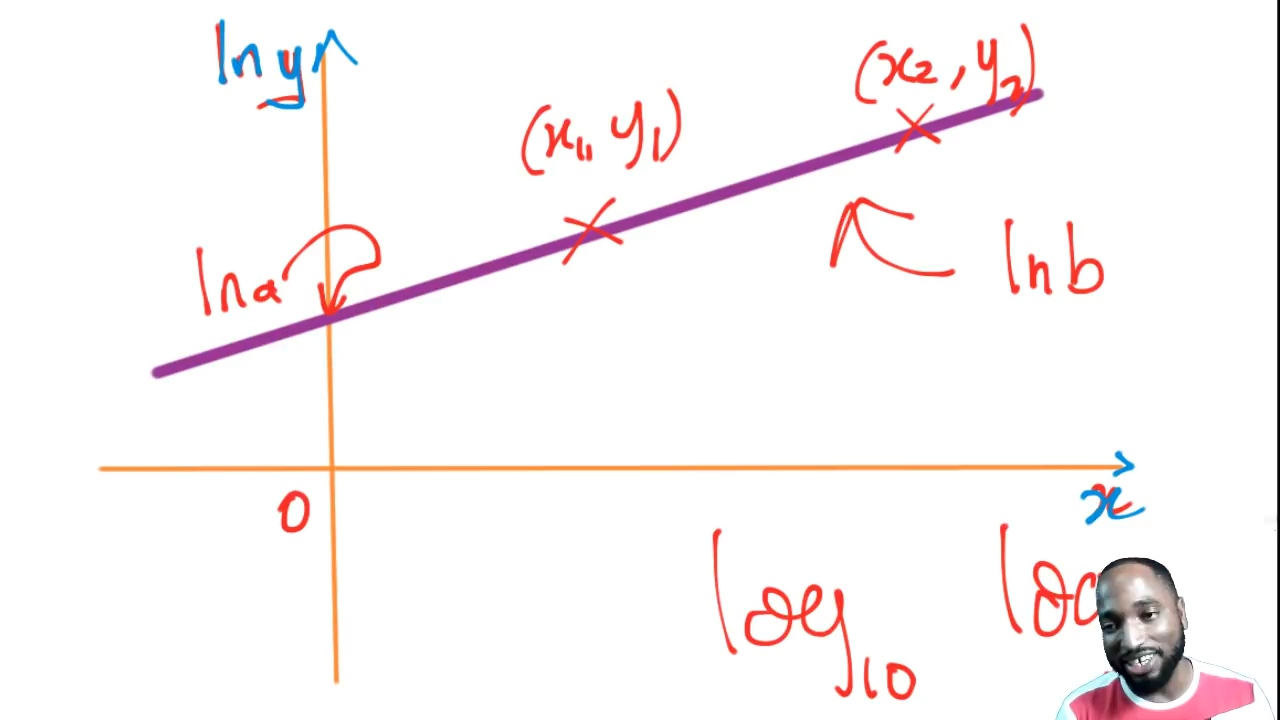 ln y
(x₂, y₂)
(x₁, y₁)
ln a
ln b
0
x
log₁₀